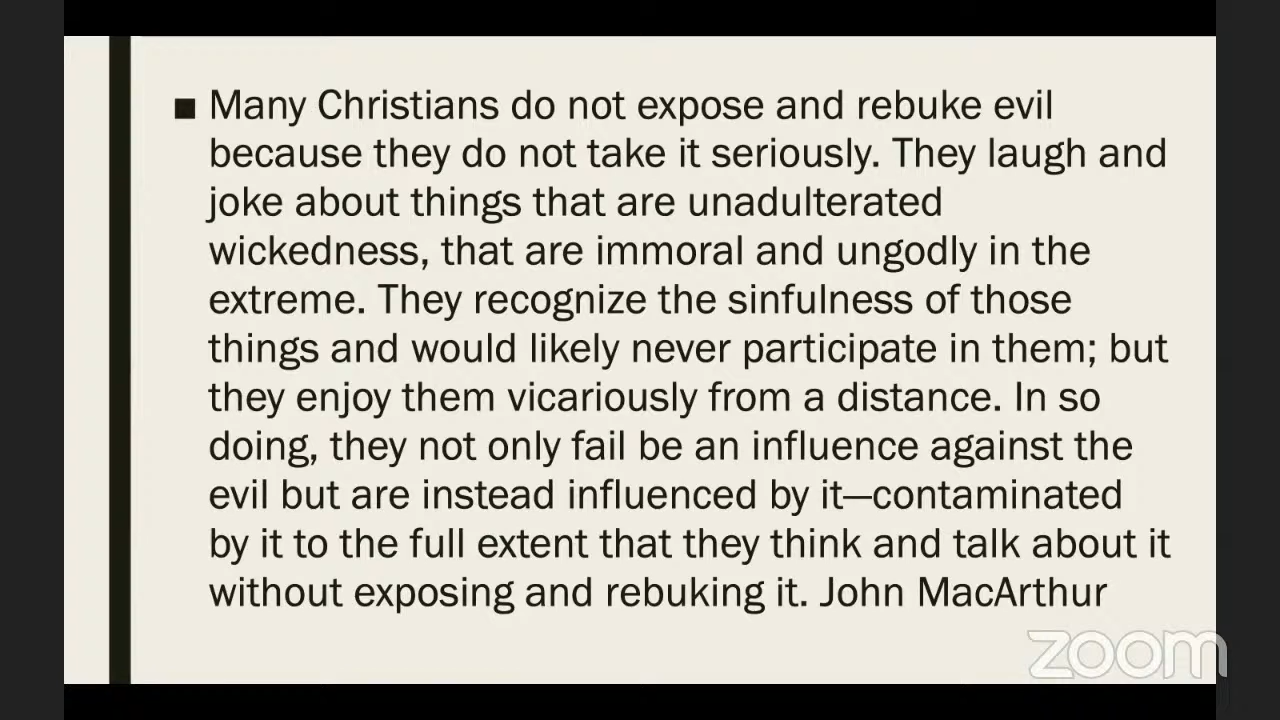 ■ Many Christians do not expose and rebuke evil
because they do not take it seriously. They laugh and
joke about things that are unadulterated
wickedness, that are immoral and ungodly in the
extreme. They recognize the sinfulness of those
things and would likely never participate in them; but
they enjoy them vicariously from a distance. In so
doing, they not only fail be an influence against the
evil but are instead influenced by it—contaminated
by it to the full extent that they think and talk about it
without exposing and rebuking it. John MacArthur
zoom